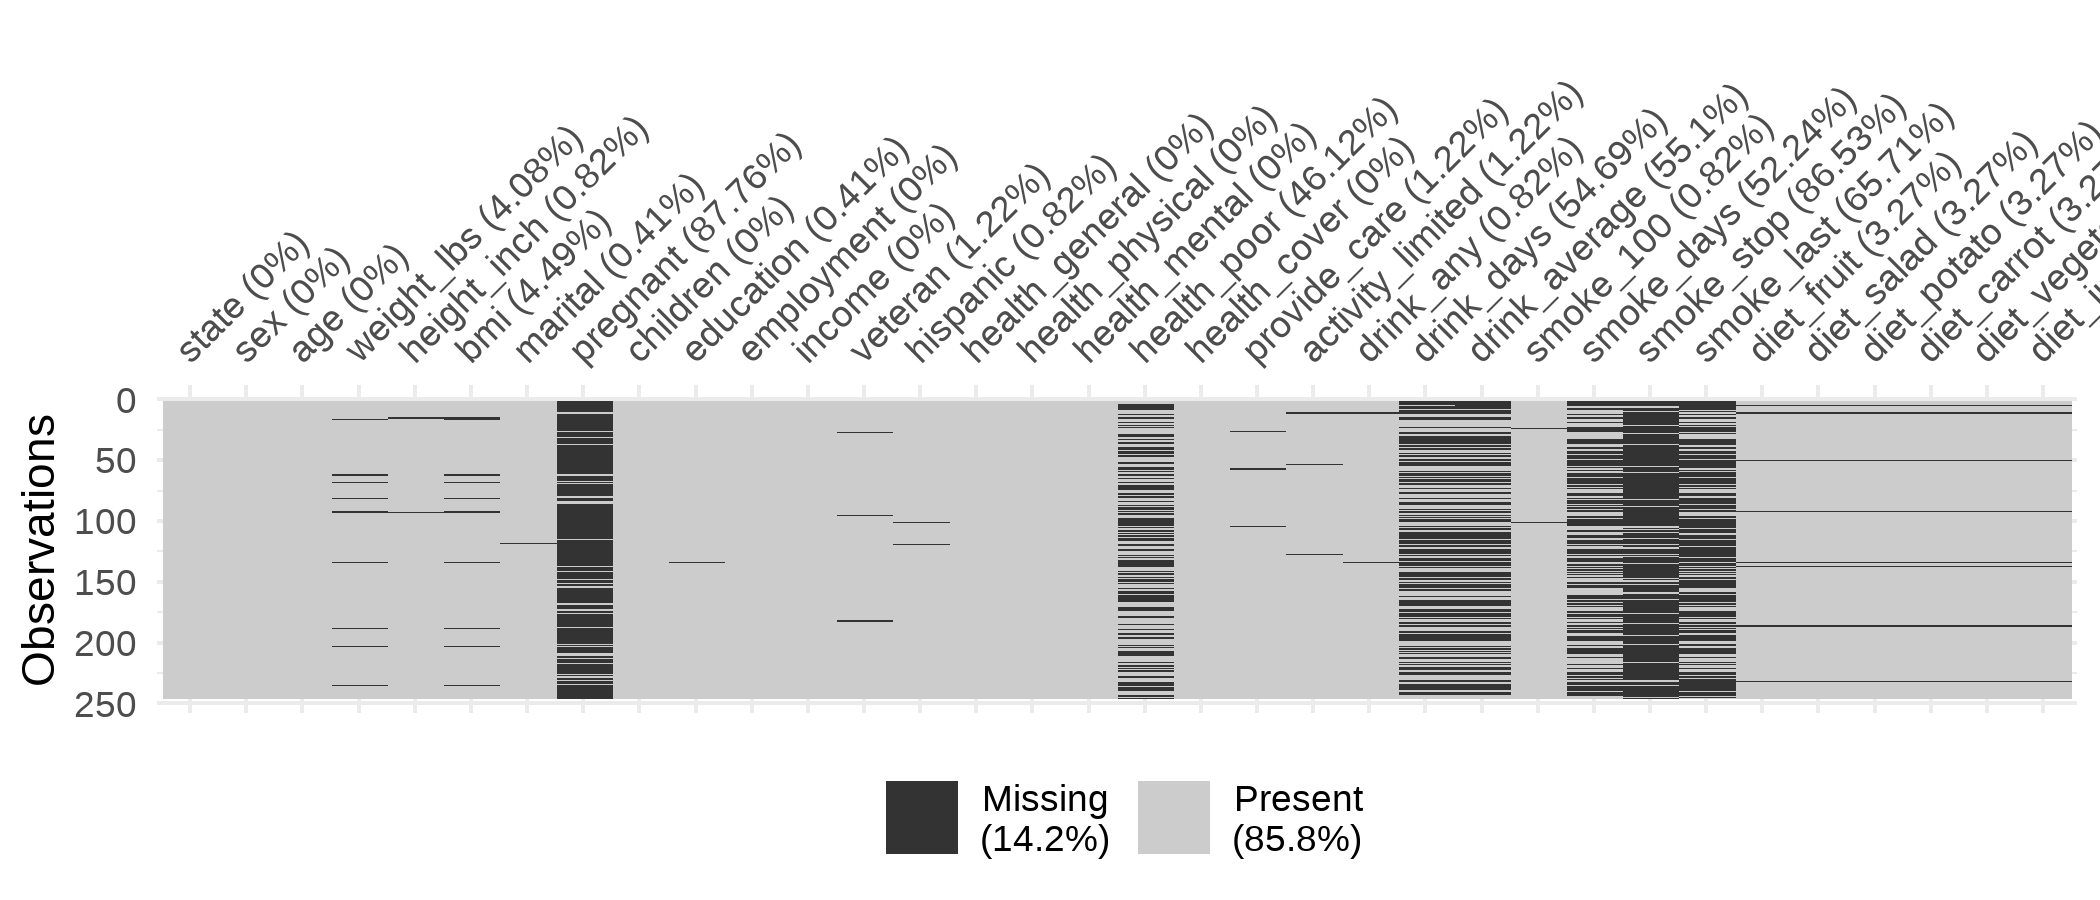 state (0%)
sex (0%)
age (0%)
weight_lbs (4.08%)
height_inch (0.82%)
bmi (4.49%)
marital (0.41%)
pregnant (87.76%)
children (0%)
education (0.41%)
employment (0%)
income (0%)
veteran (1.22%)
hispanic (0.82%)
health_general (0%)
health_physical (0%)
health_mental (0%)
health_poor (46.12%)
health_cover (0%)
provide_care (1.22%)
activity_limited (1.22%)
drink_any (0.82%)
drink_days (54.69%)
drink_average (55.1%)
smoke_100 (0.82%)
smoke_days (52.24%)
smoke_stop (86.53%)
smoke_last (65.71%)
diet_fruit (3.27%)
diet_salad (3.27%)
diet_potato (3.27%)
diet_carrot
Observations
0
50
100
150
200
250
Missing
(14.2%)
Present
(85.8%)